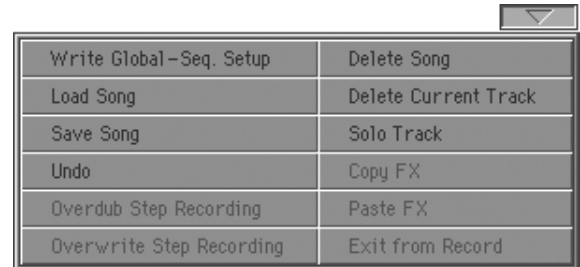 Write Global-Seq. Setup
Delete Song
Load Song
Delete Current Track
Save Song
Solo Track
Undo
Copy FX
Overdub Step Recording
Paste FX
Overwrite Step Recording
Exit from Record